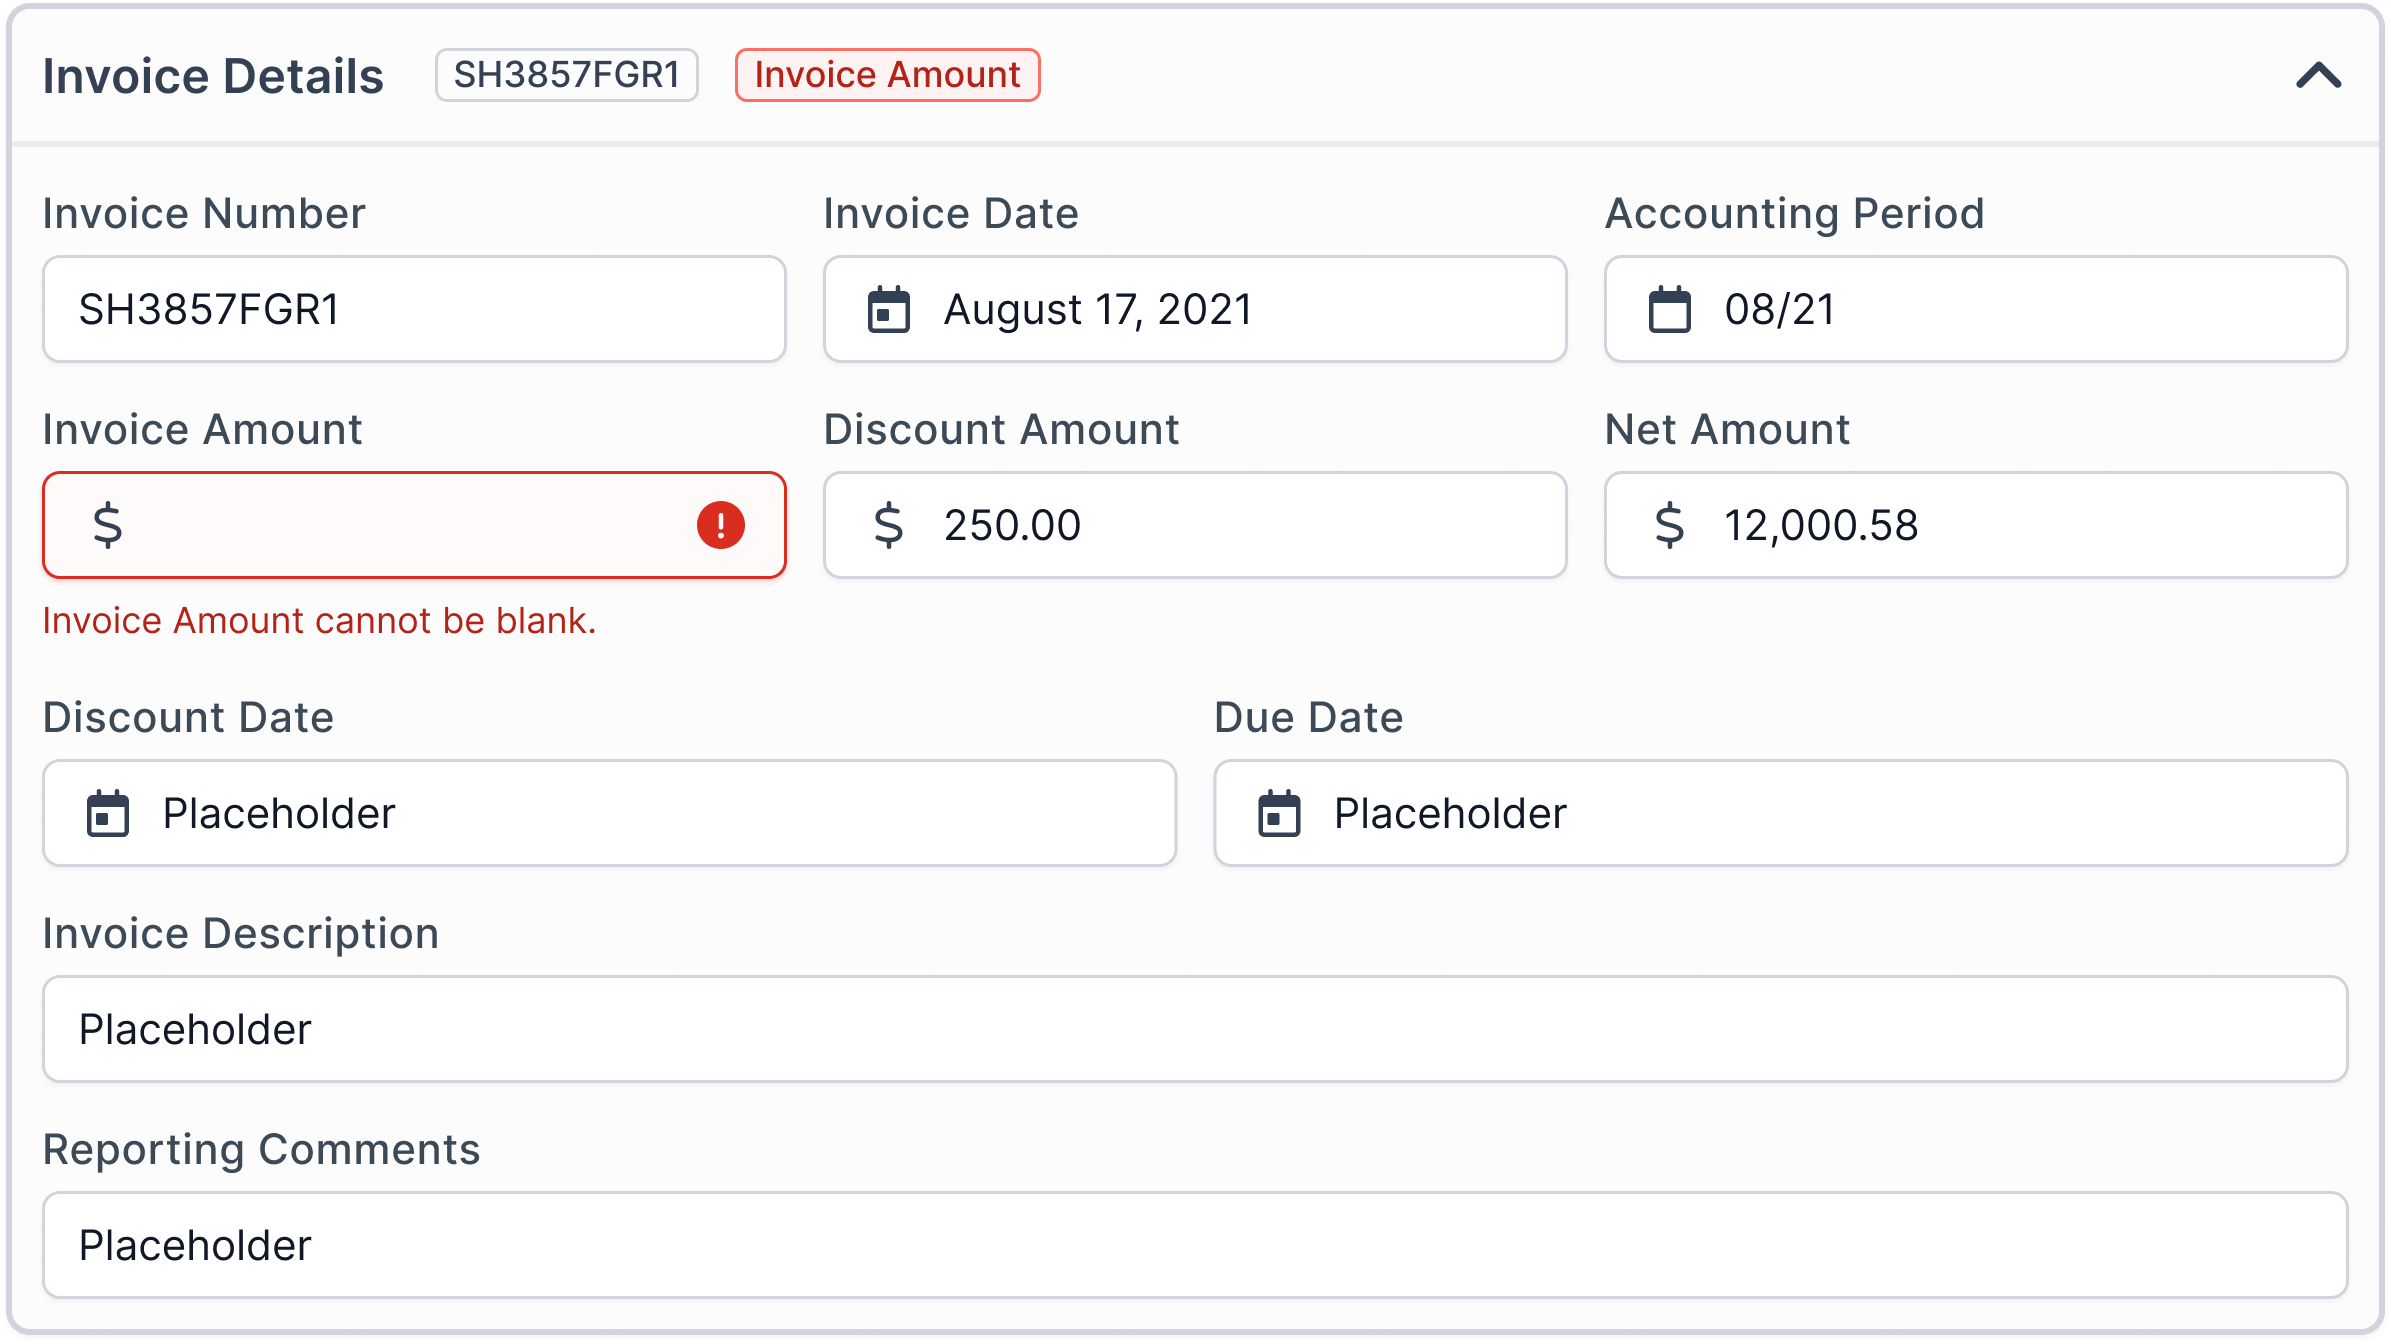 Invoice Details SH3857FGR1 Invoice Amount
Invoice Number Invoice Date Accounting Period
SH3857FGR1 August 17, 2021 08/21
Invoice Amount Discount Amount Net Amount
$ ! $ 250.00 $ 12,000.58
Invoice Amount cannot be blank.
Discount Date Due Date
Placeholder Placeholder
Invoice Description
Placeholder
Reporting Comments
Placeholder